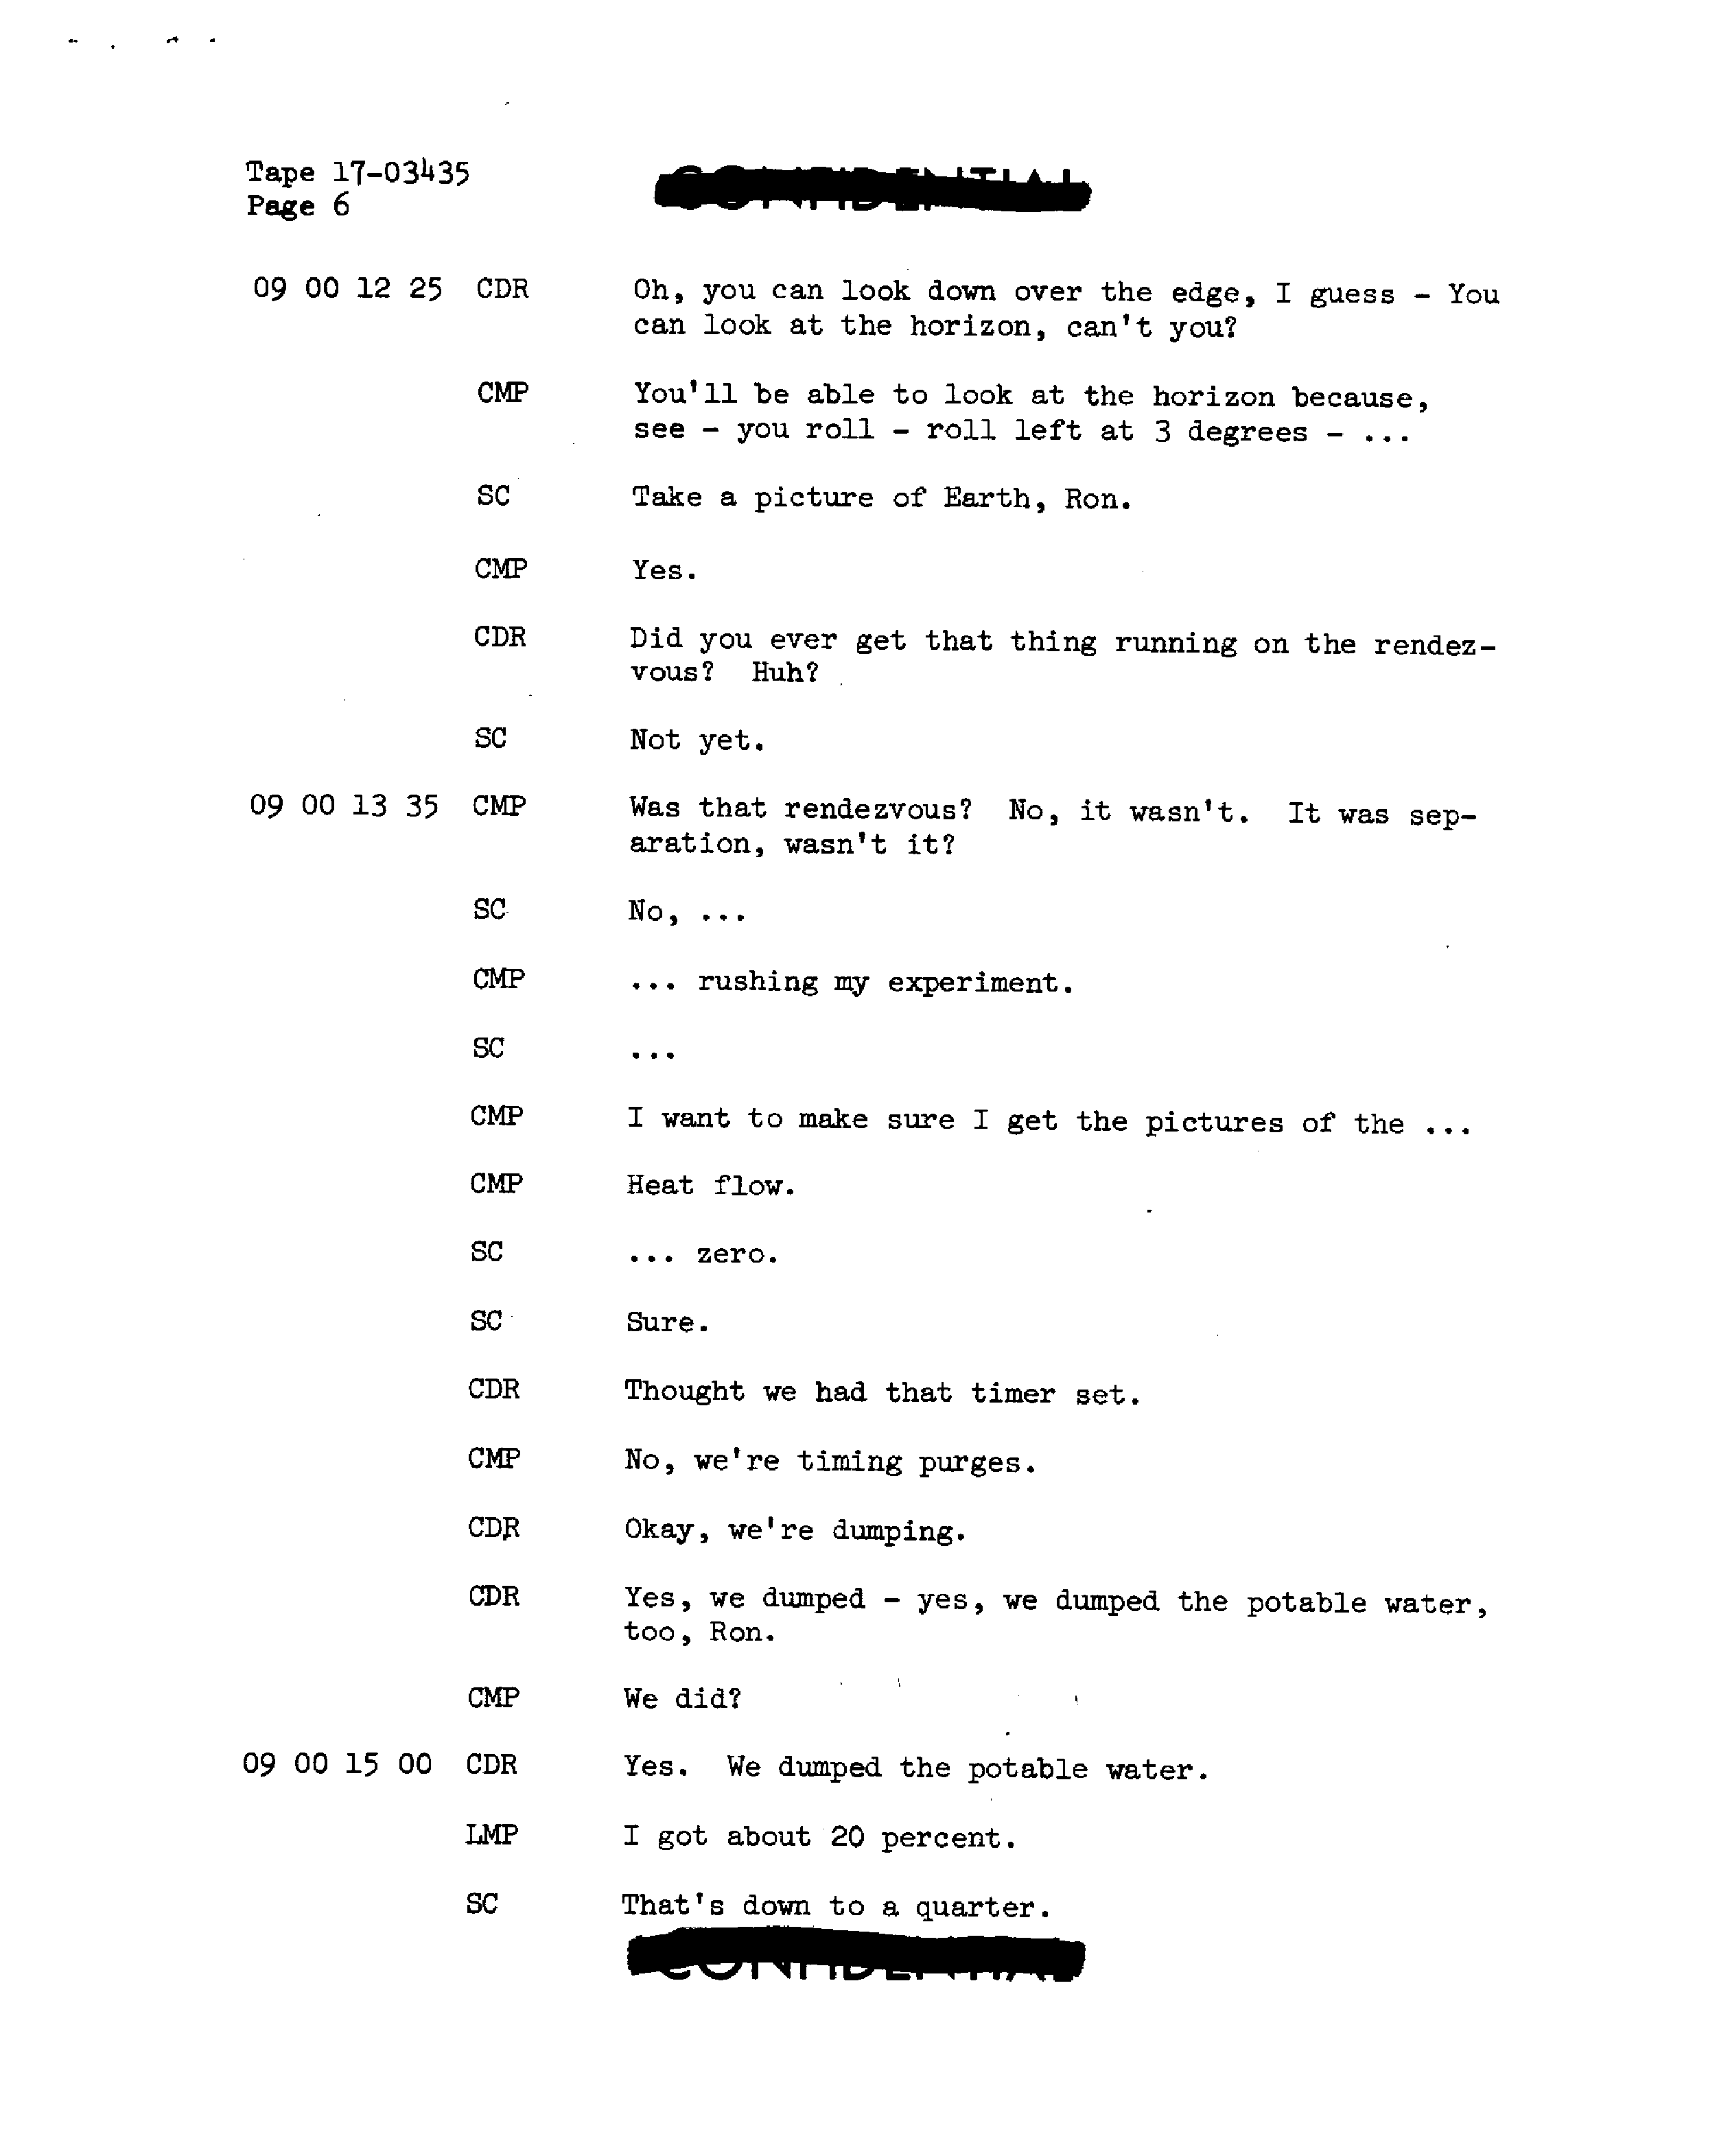 Tape 17-03435
Page 6
CONFIDENTIAL
09 00 12 25 CDR Oh, you can look down over the edge, I guess - You
can look at the horizon, can't you?
CMP You'll be able to look at the horizon because,
see - you roll - roll left at 3 degrees - ...
SC Take a picture of Earth, Ron.
CMP Yes.
CDR Did you ever get that thing running on the rendez-
vous? Huh?
SC Not yet.
09 00 13 35 CMP Was that rendezvous? No, it wasn't. It was sep-
aration, wasn't it?
SC No, ...
CMP ... rushing my experiment.
SC ...
CMP I want to make sure I get the pictures of the ...
CMP Heat flow.
SC ... zero.
SC Sure.
CDR Thought we had that timer set.
CMP No, we're timing purges.
CDR Okay, we're dumping.
CDR Yes, we dumped - yes, we dumped the potable water,
too, Ron.
CMP We did?
09 00 15 00 CDR Yes. We dumped the potable water.
LMP I got about 20 percent.
SC That's down to a quarter.
CONFIDENTIAL